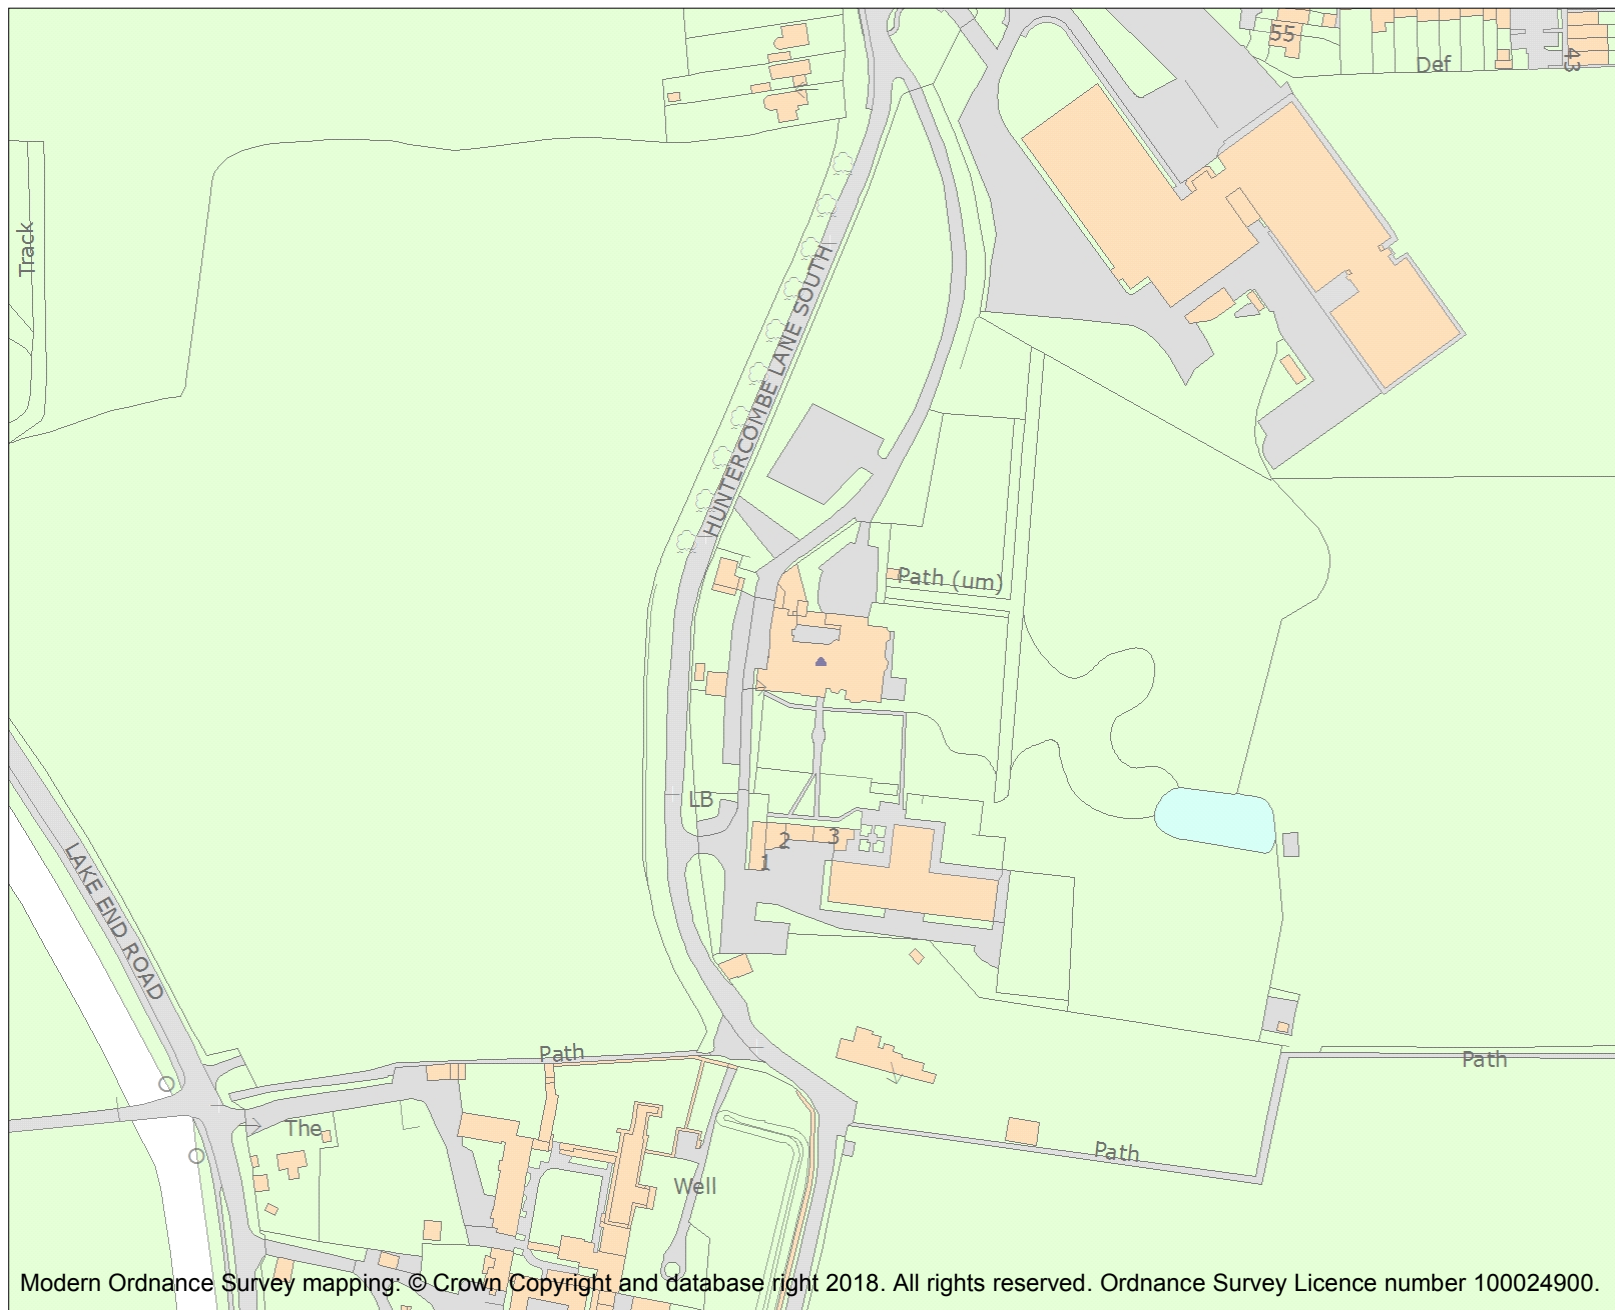 55
43
Def
Track
HUNTERCOMBE LANE SOUTH
Path (um)
LB
2
3
1
LAKE END ROAD
Path
Path
The
Path
Well
Modern Ordnance Survey mapping: © Crown Copyright and database right 2018. All rights reserved. Ordnance Survey Licence number 100024900.